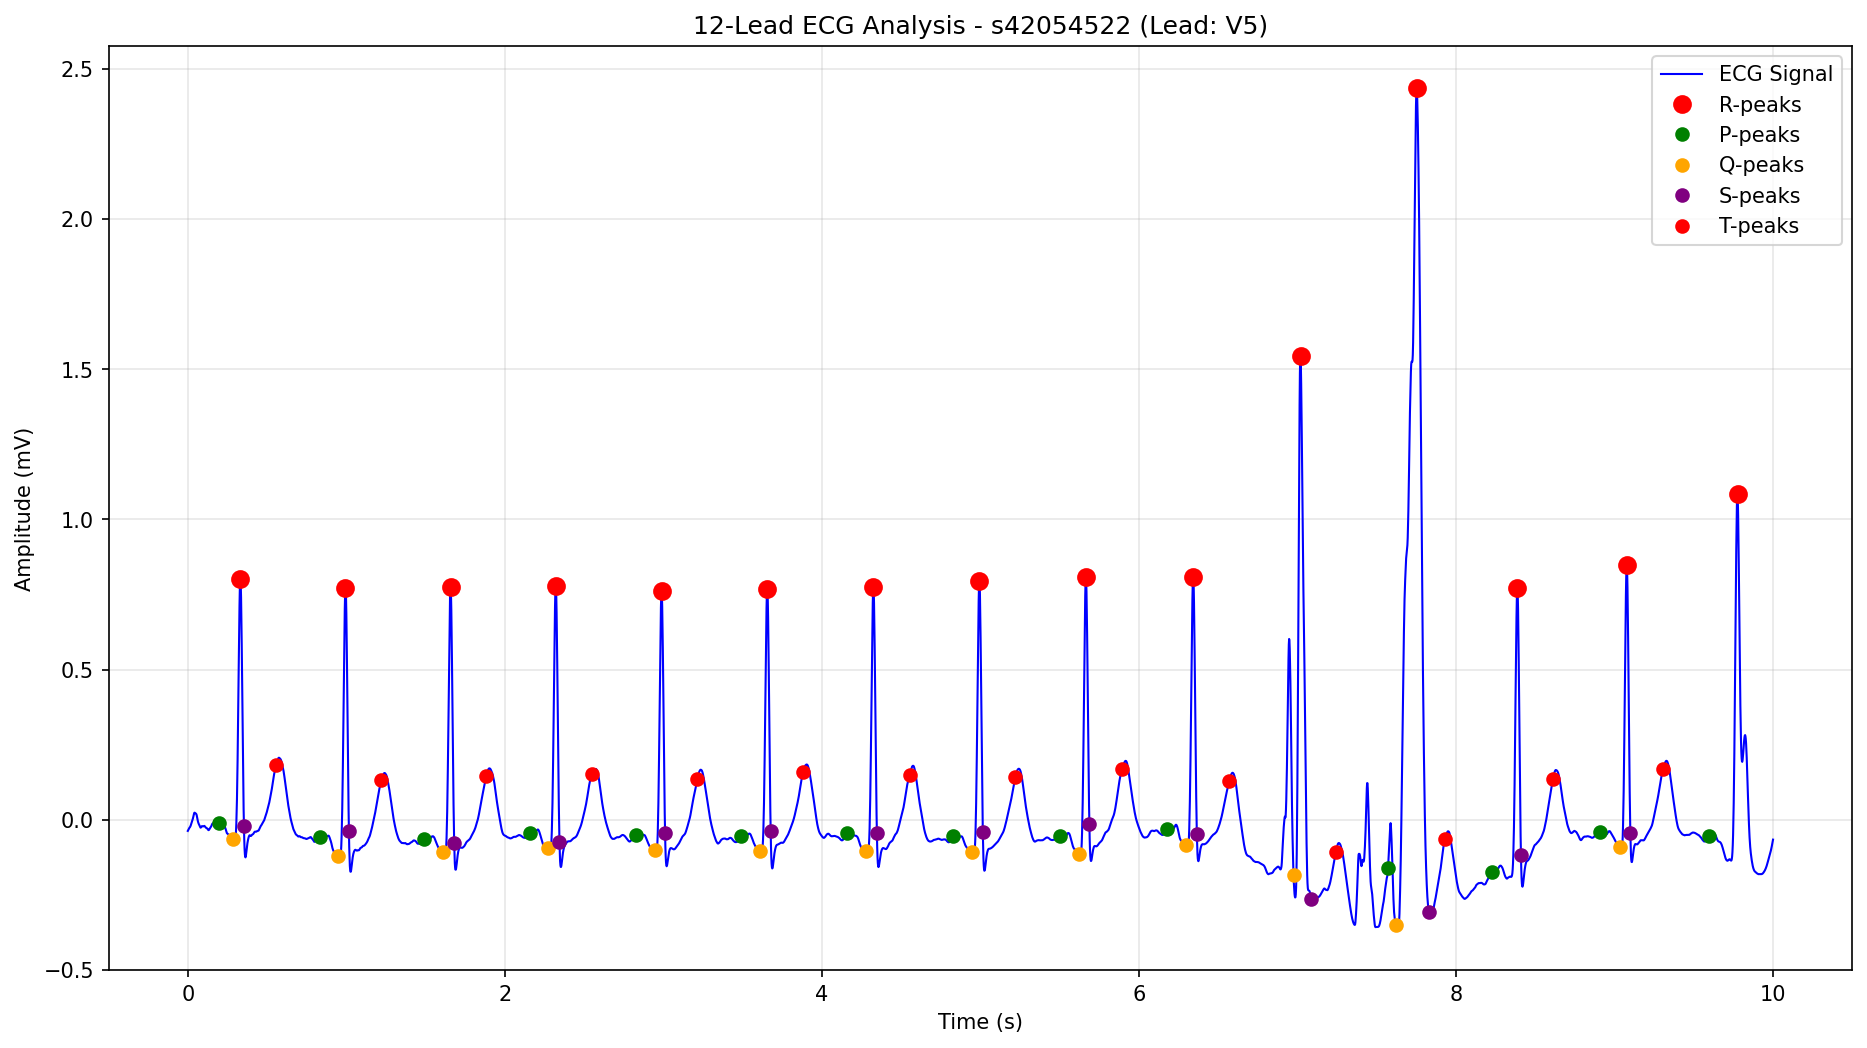 12-Lead ECG Analysis - s42054522 (Lead: V5)
ECG Signal
R-peaks
P-peaks
Q-peaks
S-peaks
T-peaks
Amplitude (mV)
2.5
2.0
1.5
1.0
0.5
0.0
−0.5
0 2 4 6 8 10
Time (s)